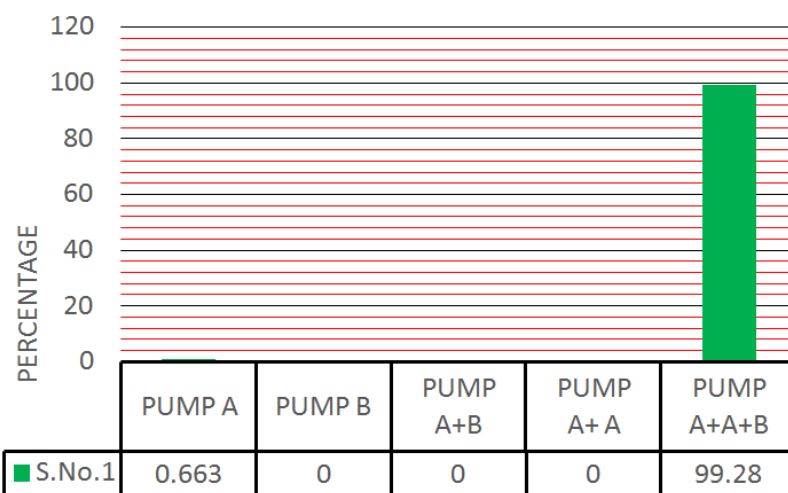 120
100
80
60
40
20
0
PERCENTAGE
PUMP A
PUMP B
PUMP
A+B
PUMP
A+ A
PUMP
A+A+B
S.No.1
0.663
0
0
0
99.28